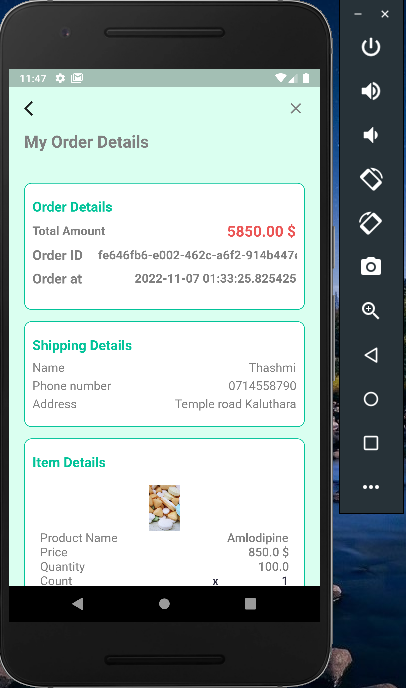 11:47
My Order Details
Order Details
Total Amount 5850.00 $
Order ID fe646fb6-e002-462c-a6f2-914b447
Order at 2022-11-07 01:33:25.825425
Shipping Details
Name Thashmi
Phone number 0714558790
Address Temple road Kaluthara
Item Details
Product Name Amlodipine
Price 850.0 $
Quantity 100.0
Count x 1